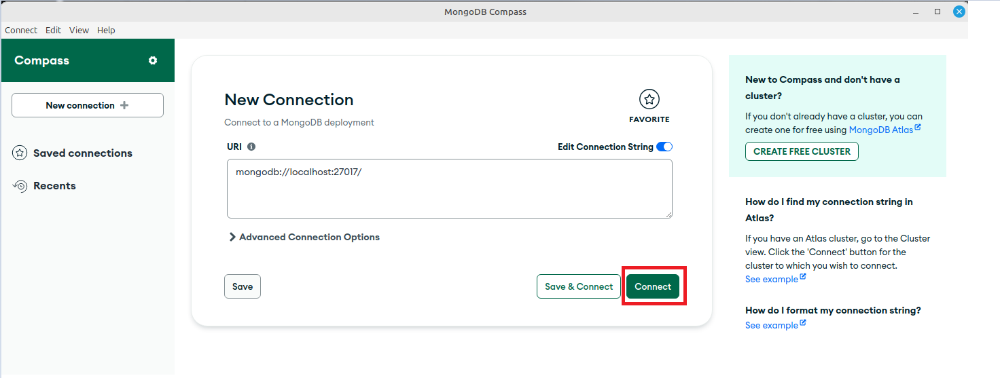 MongoDB Compass
Connect Edit View Help
Compass
New connection
Saved connections
Recents
New Connection
Connect to a MongoDB deployment
FAVORITE
URI
Edit Connection String
mongodb://localhost:27017/
Advanced Connection Options
Save
Save & Connect
Connect
New to Compass and don't have a
cluster?
If you don't already have a cluster, you can
create one for free using MongoDB Atlas
CREATE FREE CLUSTER
How do I find my connection string in
Atlas?
If you have an Atlas cluster, go to the Cluster
view. Click the 'Connect' button for the
cluster to which you wish to connect.
See example
How do I format my connection string?
See example